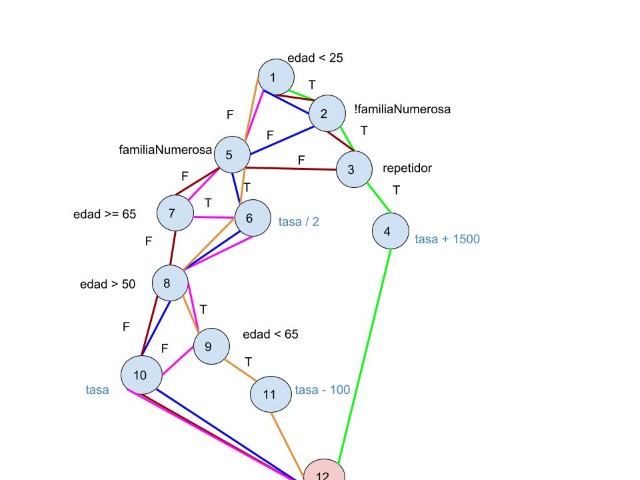 edad < 25
1
T
2
!familiaNumerosa
F
T
F
familiaNumerosa
5
F
3
repetidor
F
T
T
T
7
6
edad >= 65
tasa / 2
4
tasa + 1500
F
8
edad > 50
T
F
edad < 65
F
9
T
10
tasa
11
tasa - 100
12